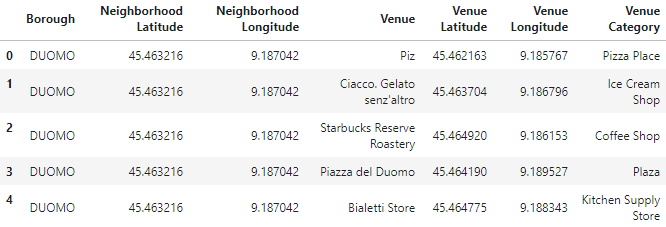 Borough Neighborhood Latitude Neighborhood Longitude Venue Venue Latitude Venue Longitude Venue Category
0 DUOMO 45.463216 9.187042 Piz 45.462163 9.185767 Pizza Place
1 DUOMO 45.463216 9.187042 Ciacco. Gelato senz'altro 45.463704 9.186796 Ice Cream Shop
2 DUOMO 45.463216 9.187042 Starbucks Reserve Roastery 45.464920 9.186153 Coffee Shop
3 DUOMO 45.463216 9.187042 Piazza del Duomo 45.464190 9.189527 Plaza
4 DUOMO 45.463216 9.187042 Bialetti Store 45.464775 9.188343 Kitchen Supply Store